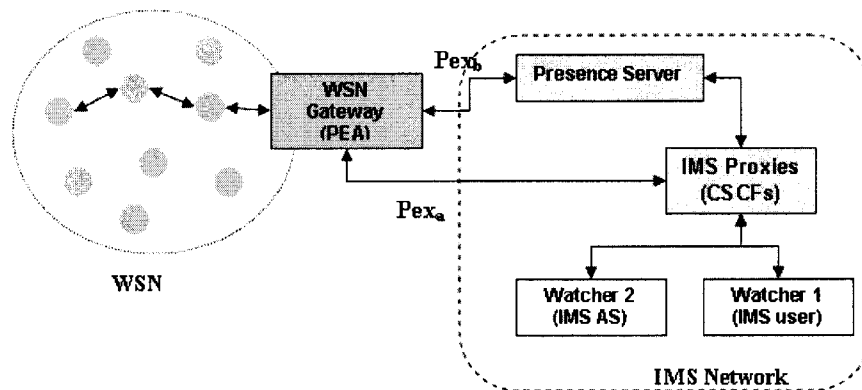 Pex_b
Presence Server
WSN
Gateway
(PEA)
IMS Proxies
(CSCFs)
Pex_a
WSN
Watcher 2
(IMS AS)
Watcher 1
(IMS user)
IMS Network